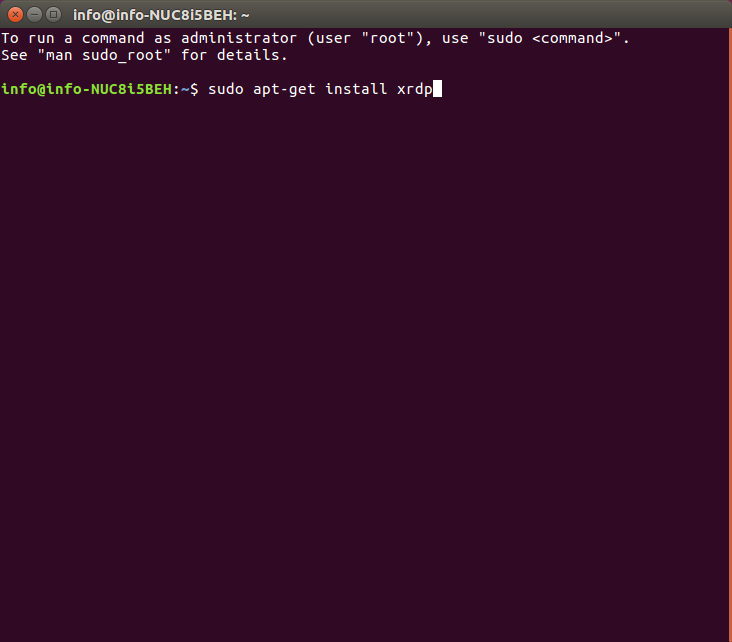 info@info-NUC8i5BEH: ~
To run a command as administrator (user "root"), use "sudo <command>".
See "man sudo_root" for details.
info@info-NUC8i5BEH:~$ sudo apt-get install xrdp